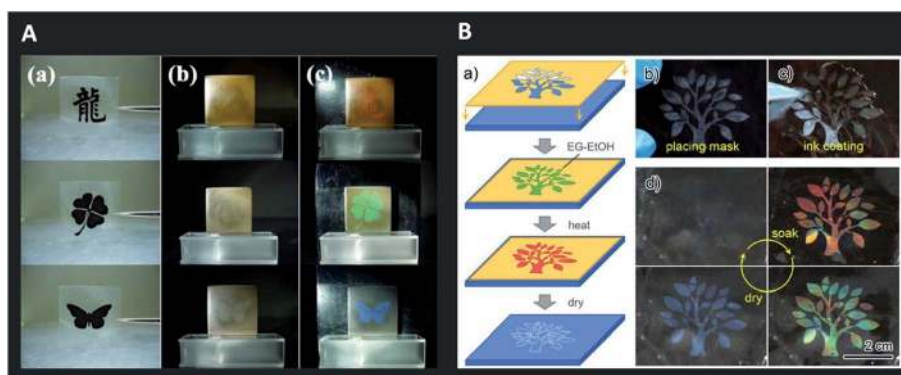 A
(a)
(b)
(c)
龍
B
a)
EG-EtOH
heat
dry
b)
placing mask
c)
ink coating
d)
soak
dry
2 cm